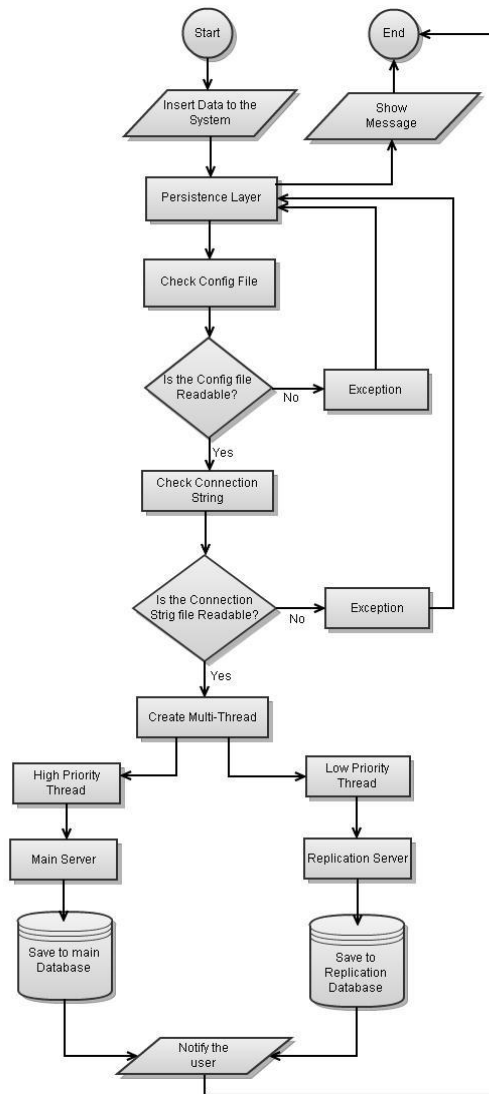 Start
End
Insert Data to the
System
Show
Message
Persistence Layer
Check Config File
Is the Config file
Readable?
No
Exception
Yes
Check Connection
String
Is the Connection
Strig file Readable?
No
Exception
Yes
Create Multi-Thread
High Priority
Thread
Low Priority
Thread
Main Server
Replication Server
Save to main
Database
Save to
Replication
Database
Notify the
user